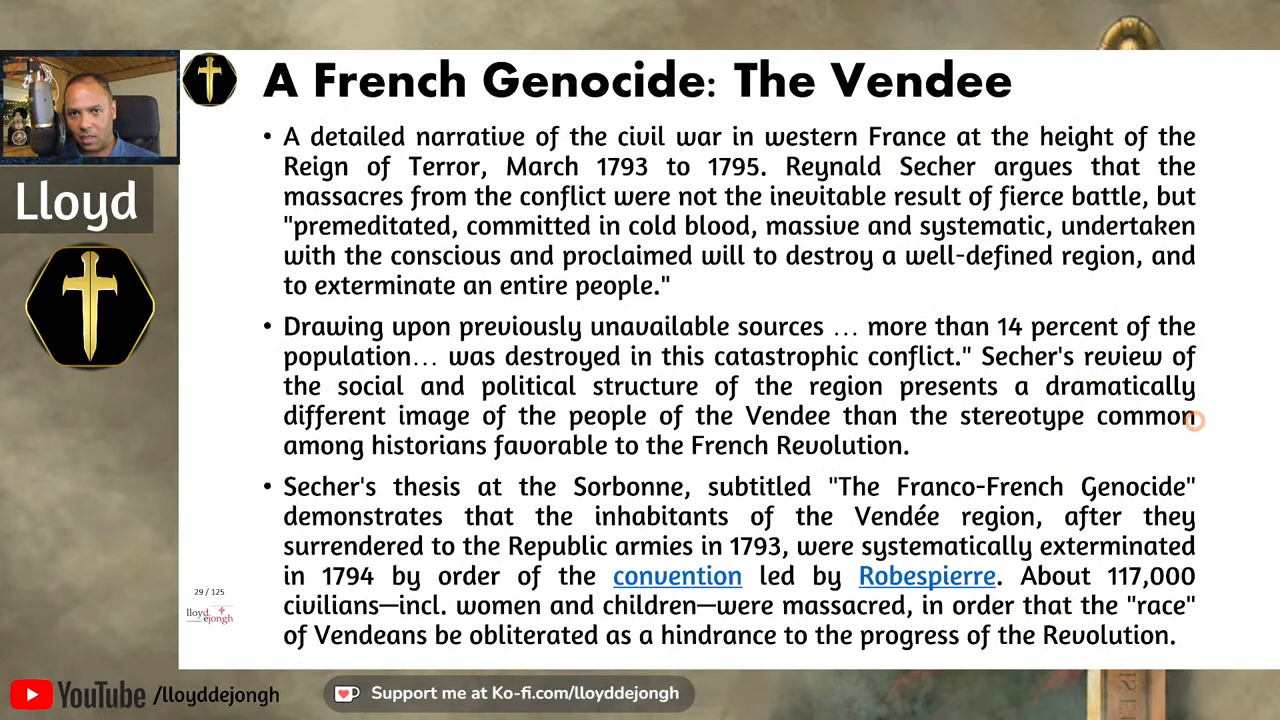 A French Genocide: The Vendee
• A detailed narrative of the civil war in western France at the height of the
Reign of Terror, March 1793 to 1795. Reynald Secher argues that the
massacres from the conflict were not the inevitable result of fierce battle, but
"premeditated, committed in cold blood, massive and systematic, undertaken
with the conscious and proclaimed will to destroy a well-defined region, and
to exterminate an entire people."
• Drawing upon previously unavailable sources … more than 14 percent of the
population… was destroyed in this catastrophic conflict." Secher's review of
the social and political structure of the region presents a dramatically
different image of the people of the Vendee than the stereotype common
among historians favorable to the French Revolution.
• Secher's thesis at the Sorbonne, subtitled "The Franco-French Genocide"
demonstrates that the inhabitants of the Vendée region, after they
surrendered to the Republic armies in 1793, were systematically exterminated
in 1794 by order of the convention led by Robespierre. About 117,000
civilians—incl. women and children—were massacred, in order that the "race"
of Vendeans be obliterated as a hindrance to the progress of the Revolution.
Lloyd
29 / 125
lloyd
dejongh
YouTube /lloyddejongh
Support me at Ko-fi.com/lloyddejongh